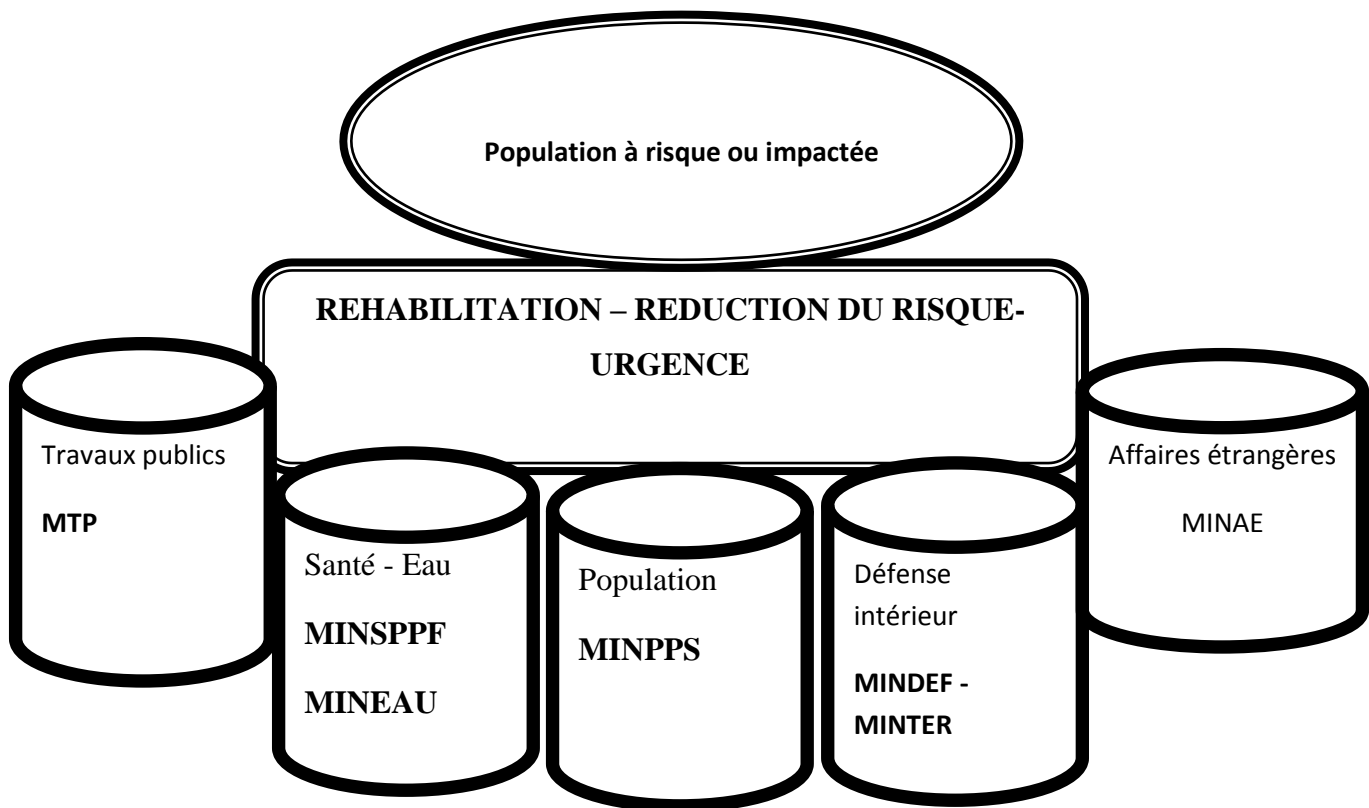 Population à risque ou impactée
REHABILITATION – REDUCTION DU RISQUE-
URGENCE
Travaux publics
MTP
Santé - Eau
MINSPPF
MINEAU
Population
MINPPS
Défense
intérieur
MINDEF -
MINTER
Affaires étrangères
MINAE